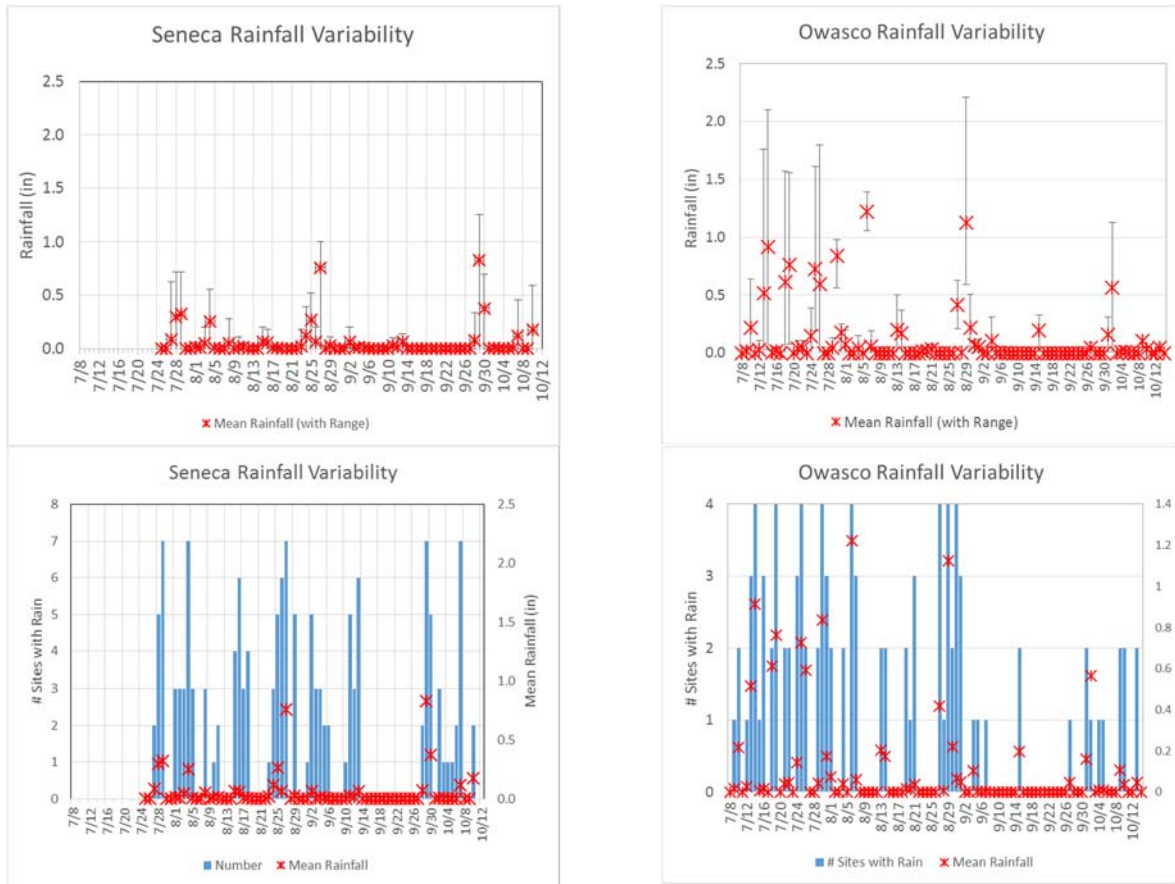 Seneca Rainfall Variability
2.5
2.0
1.5
1.0
0.5
0.0
Rainfall (in)
7/8 7/12 7/16 7/20 7/24 7/28 8/1 8/5 8/9 8/13 8/17 8/21 8/25 8/29 9/2 9/6 9/10 9/14 9/18 9/22 9/26 9/30 10/4 10/8 10/12
Mean Rainfall (with Range)
Owasco Rainfall Variability
2.5
2.0
1.5
1.0
0.5
0.0
Rainfall (in)
7/8 7/12 7/16 7/20 7/24 7/28 8/1 8/5 8/9 8/13 8/17 8/21 8/25 8/29 9/2 9/6 9/10 9/14 9/18 9/22 9/26 9/30 10/4 10/8 10/12
Mean Rainfall (with Range)
Seneca Rainfall Variability
8
7
6
5
4
3
2
1
0
# Sites with Rain
2.5
2.0
1.5
1.0
0.5
0.0
Mean Rainfall (in)
7/8 7/12 7/16 7/20 7/24 7/28 8/1 8/5 8/9 8/13 8/17 8/21 8/25 8/29 9/2 9/6 9/10 9/14 9/18 9/22 9/26 9/30 10/4 10/8 10/12
Number Mean Rainfall
Owasco Rainfall Variability
4
3
2
1
0
# Sites with Rain
1.4
1.2
1
0.8
0.6
0.4
0.2
0
7/8 7/12 7/16 7/20 7/24 7/28 8/1 8/5 8/9 8/13 8/17 8/21 8/25 8/29 9/2 9/6 9/10 9/14 9/18 9/22 9/26 9/30 10/4 10/8 10/12
# Sites with Rain Mean Rainfall